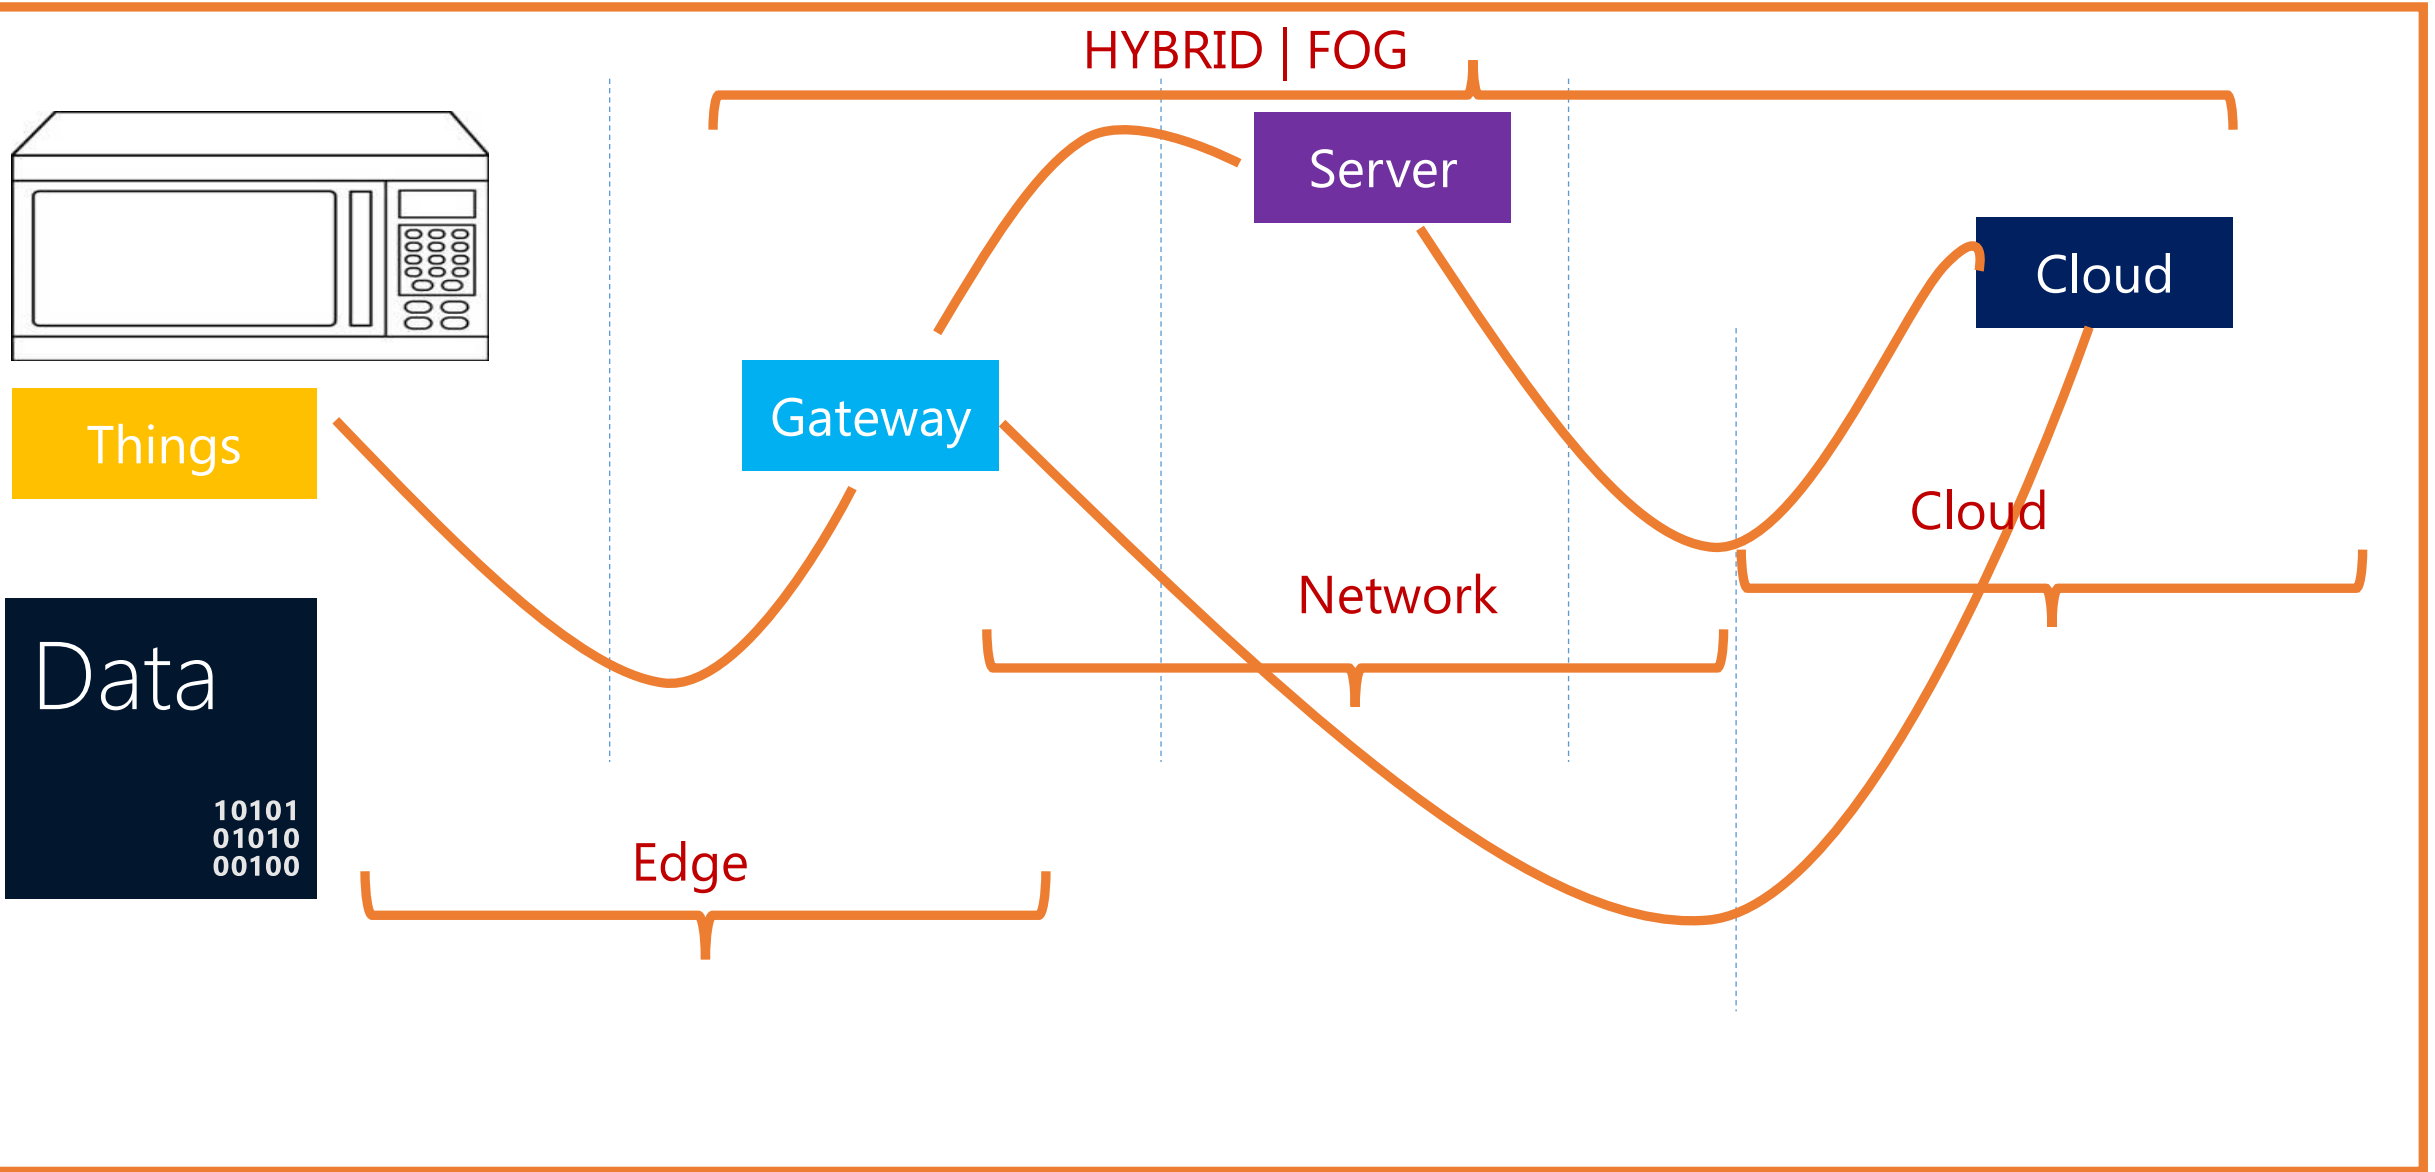 HYBRID | FOG
Server
Cloud
Gateway
Things
Cloud
Network
Data
10101
01010
00100
Edge